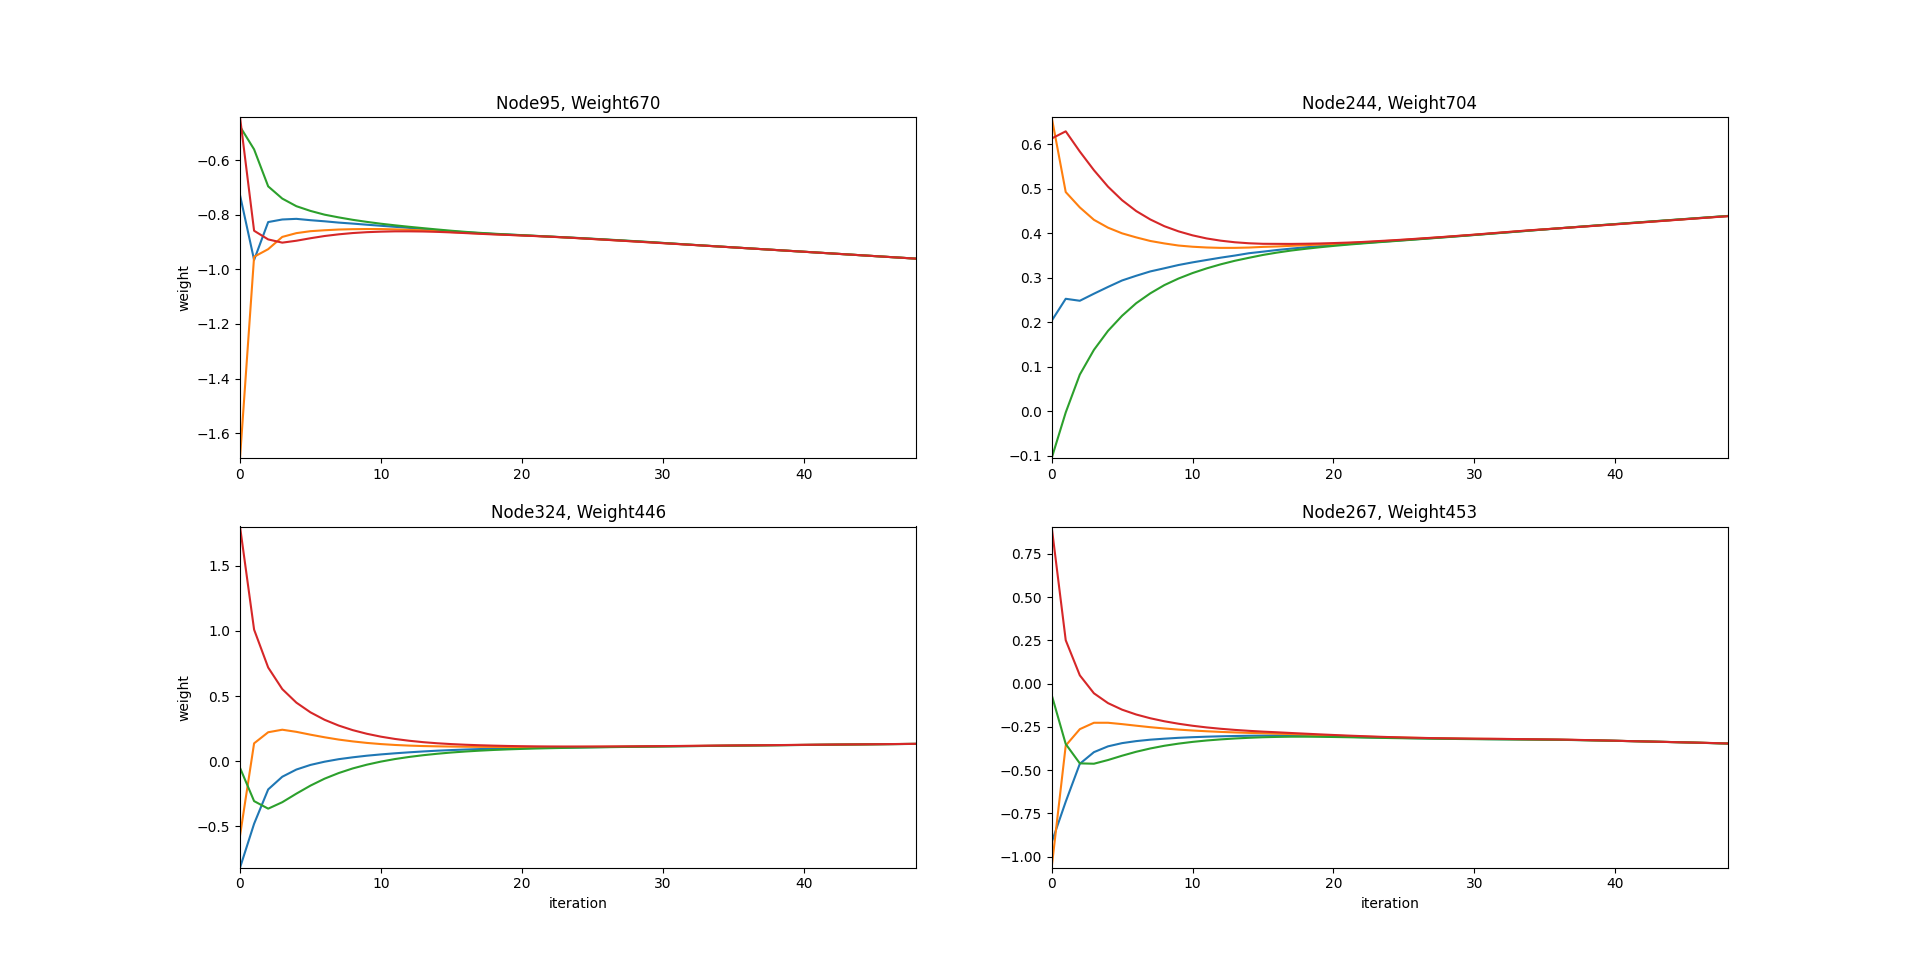 Node95, Weight670
−0.6
−0.8
−1.0
−1.2
−1.4
−1.6
weight
0 10 20 30 40
Node244, Weight704
0.6
0.5
0.4
0.3
0.2
0.1
0.0
−0.1
0 10 20 30 40
Node324, Weight446
1.5
1.0
0.5
0.0
−0.5
weight
0 10 20 30 40
iteration
Node267, Weight453
0.75
0.50
0.25
0.00
−0.25
−0.50
−0.75
−1.00
0 10 20 30 40
iteration